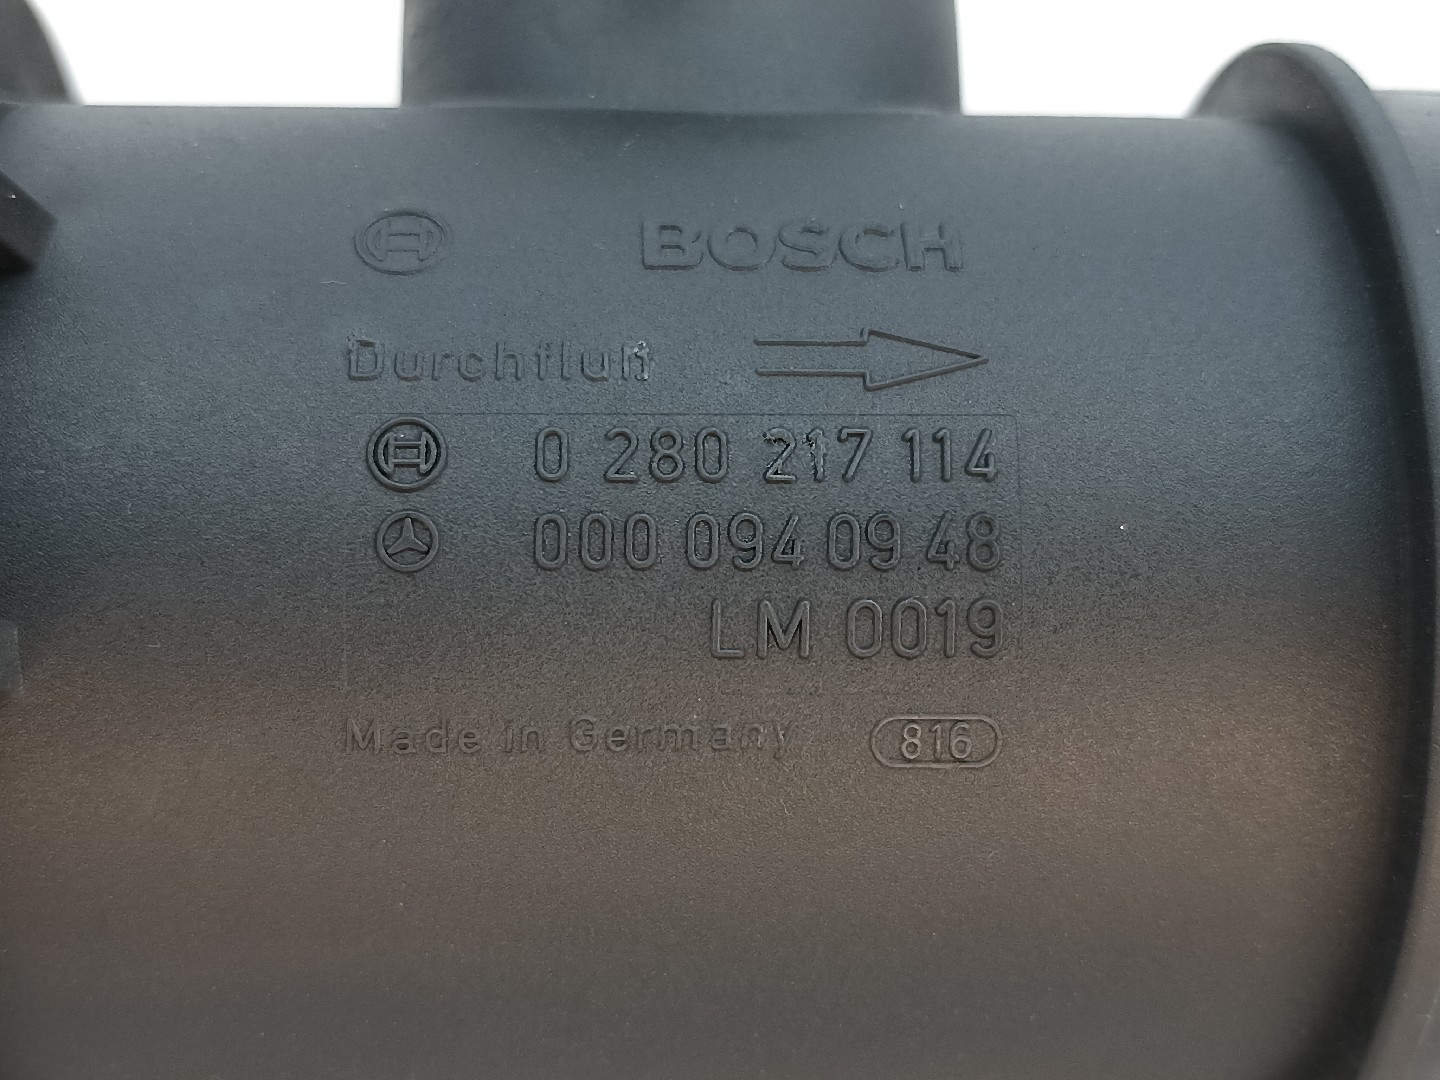 BOSCH
Durchfluß
0 280 217 114
000 094 09 48
LM 0019
Made in Germany 816